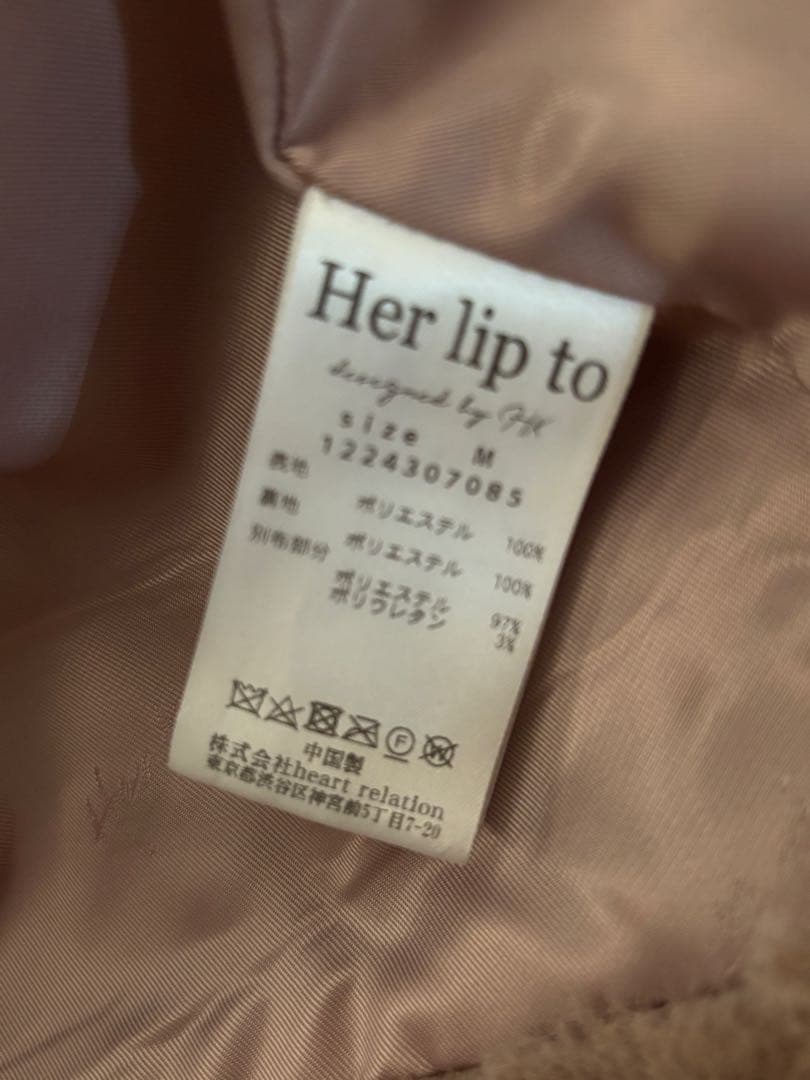 Her lip to
designed by HK
size M
1224307085
表地 ポリエステル 100%
裏地 ポリエステル 100%
別布部分 ポリエステル 97%
ポリウレタン 3%
F
W
中国製
株式会社heart relation
東京都渋谷区神宮前5丁目7-20